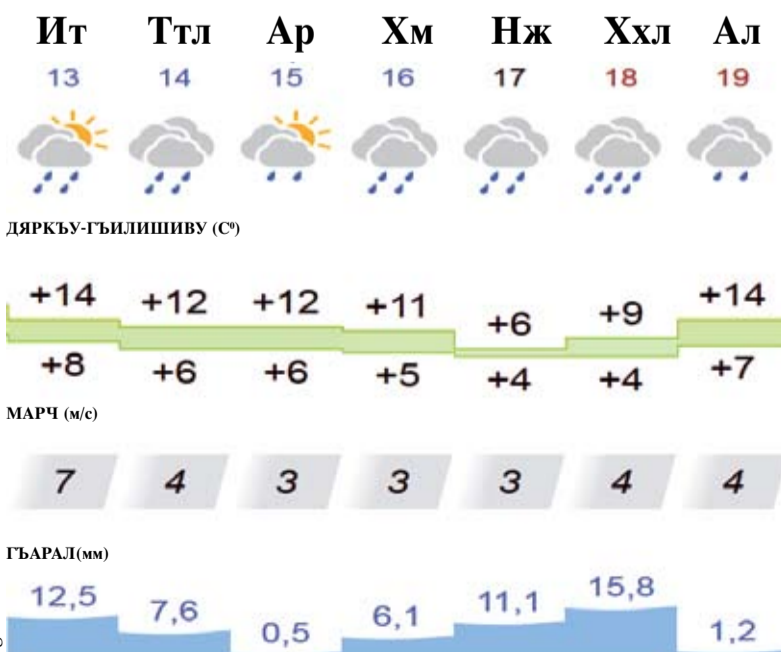 Ит Ттл Ар Хм Нж Ххл Ал
13 14 15 16 17 18 19
ДЯРКЪУ-ГЪИЛИШИВУ (С⁰)
+14 +12 +12 +11 +6 +9 +14
+8 +6 +6 +5 +4 +4 +7
МАРЧ (м/с)
7 4 3 3 3 4 4
ГЪАРАЛ(мм)
12,5 7,6 0,5 6,1 11,1 15,8 1,2